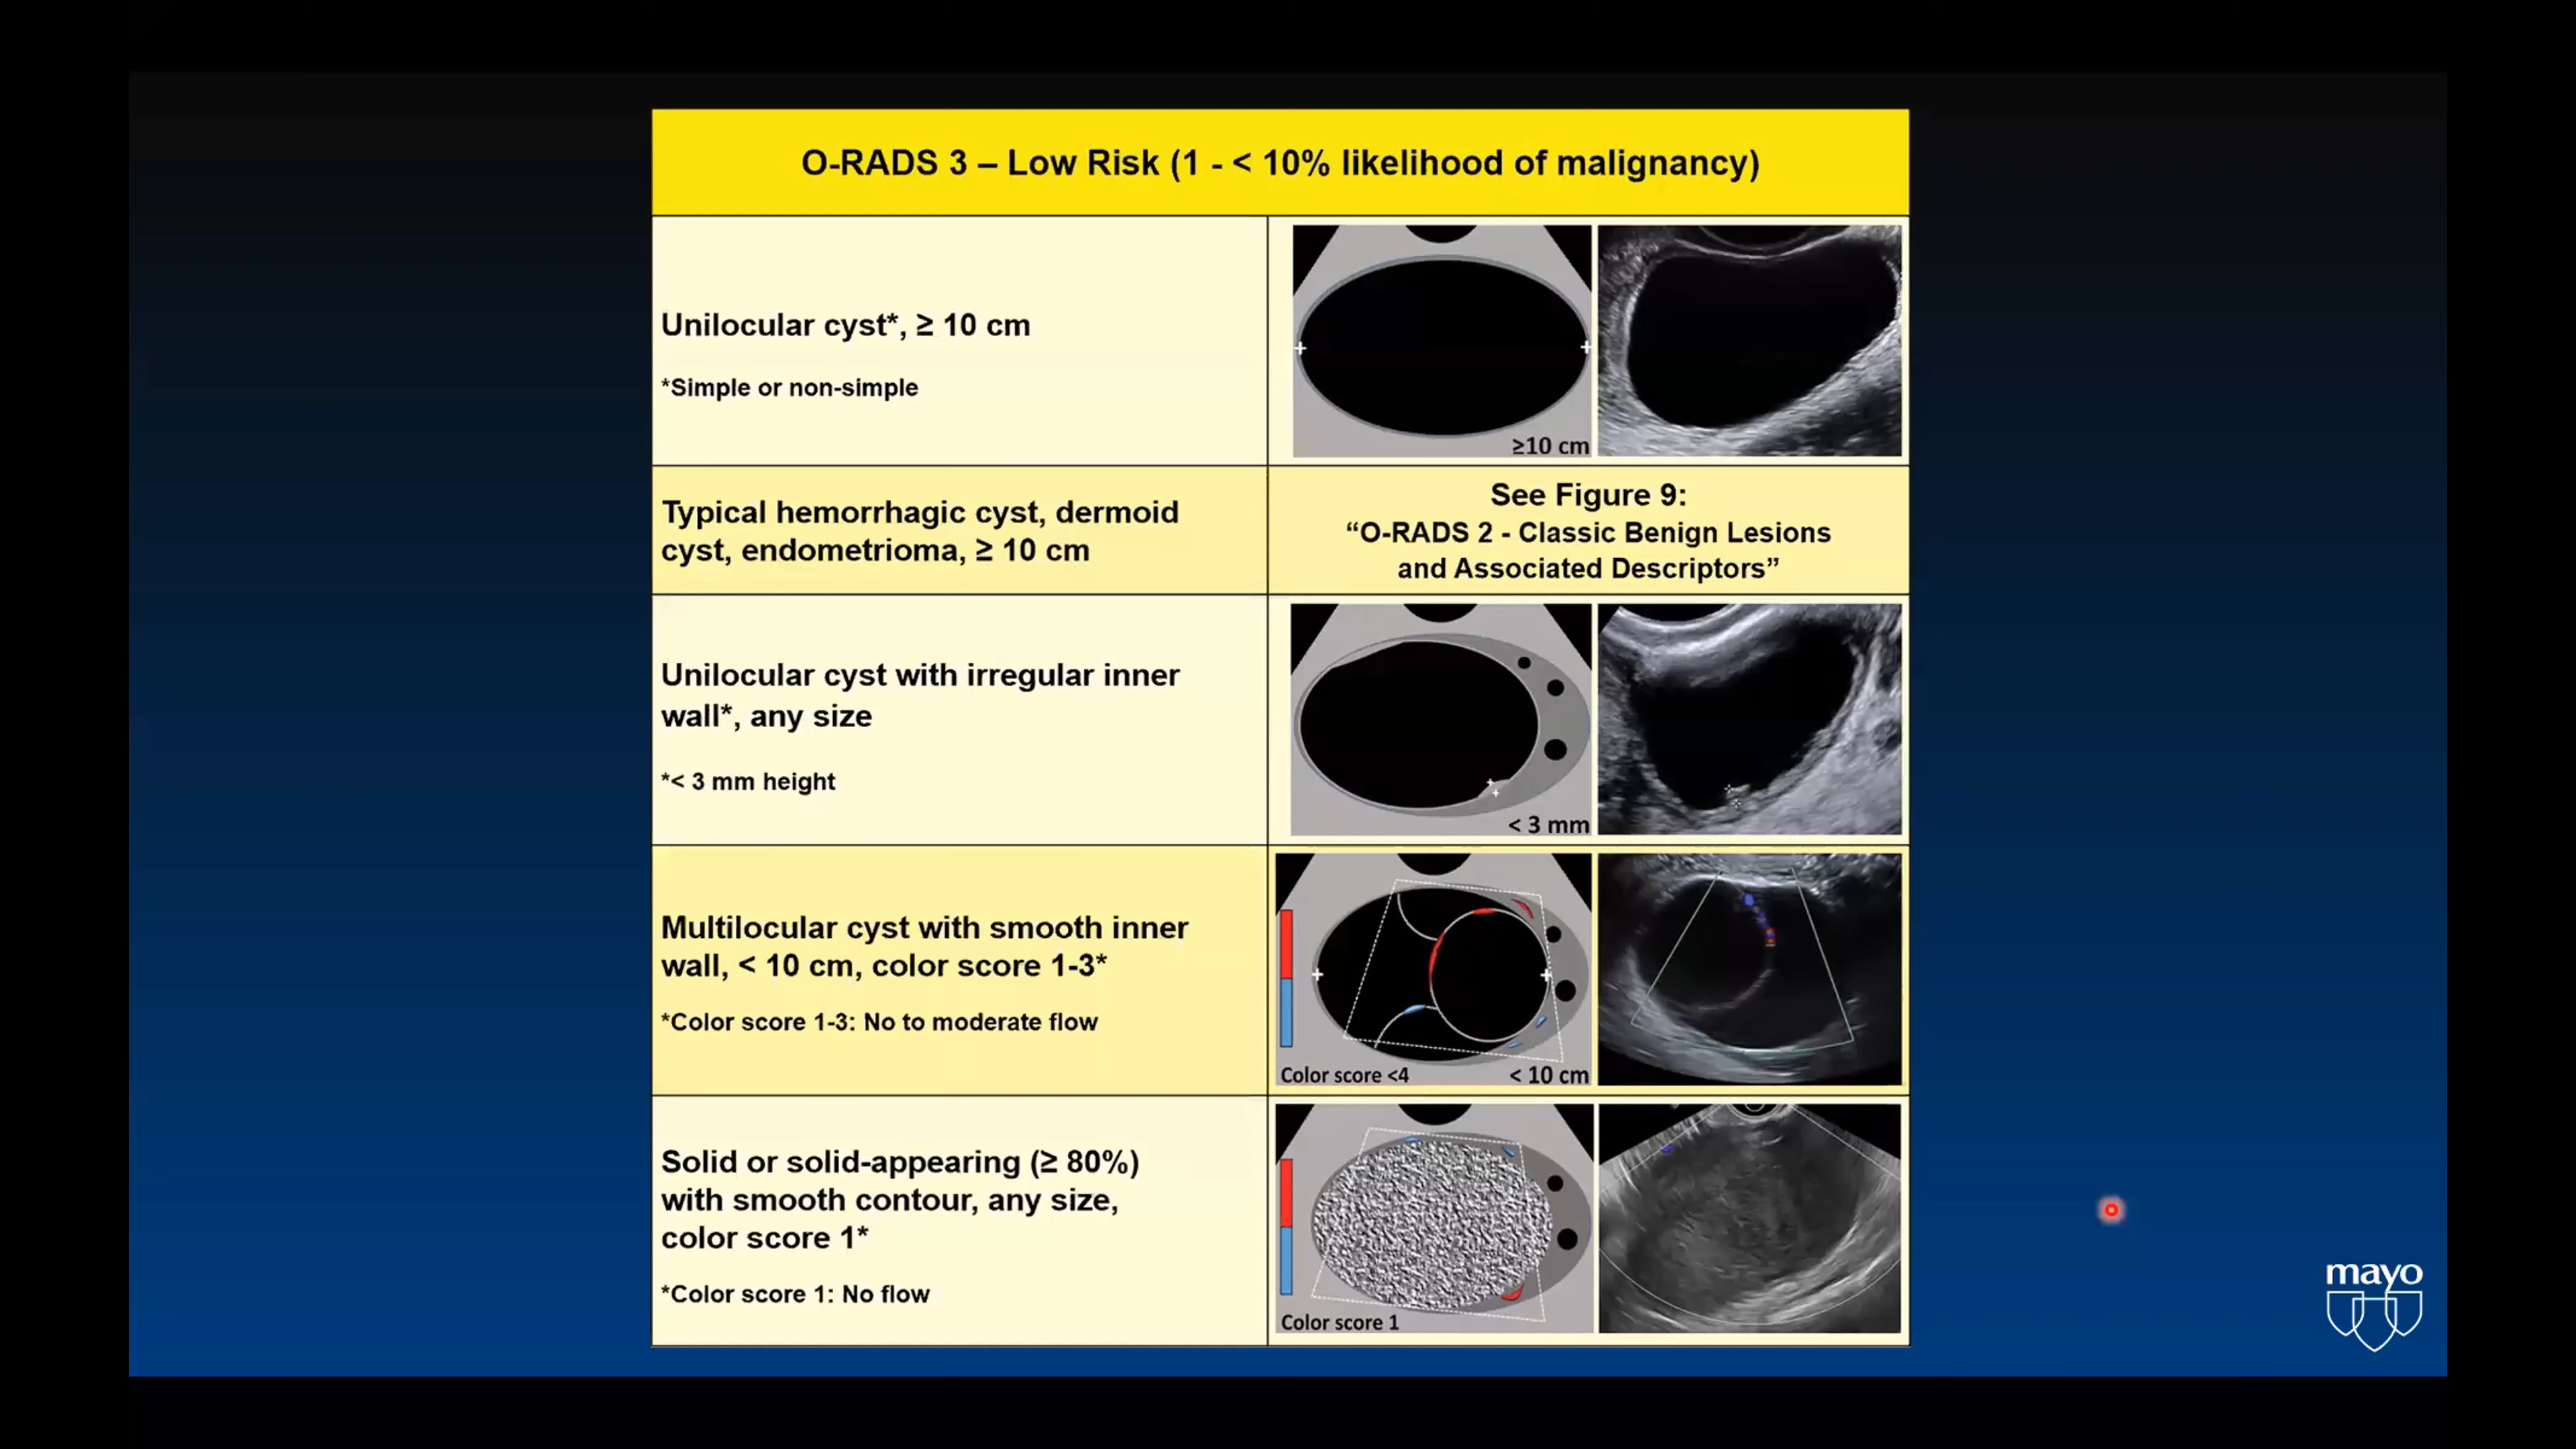 O-RADS 3 – Low Risk (1 - < 10% likelihood of malignancy)
Unilocular cyst*, ≥ 10 cm
*Simple or non-simple
≥10 cm
Typical hemorrhagic cyst, dermoid
cyst, endometrioma, ≥ 10 cm
See Figure 9:
“O-RADS 2 - Classic Benign Lesions
and Associated Descriptors”
Unilocular cyst with irregular inner
wall*, any size
*< 3 mm height
< 3 mm
Multilocular cyst with smooth inner
wall, < 10 cm, color score 1-3*
*Color score 1-3: No to moderate flow
Color score <4 < 10 cm
Solid or solid-appearing (≥ 80%)
with smooth contour, any size,
color score 1*
*Color score 1: No flow
Color score 1
mayo